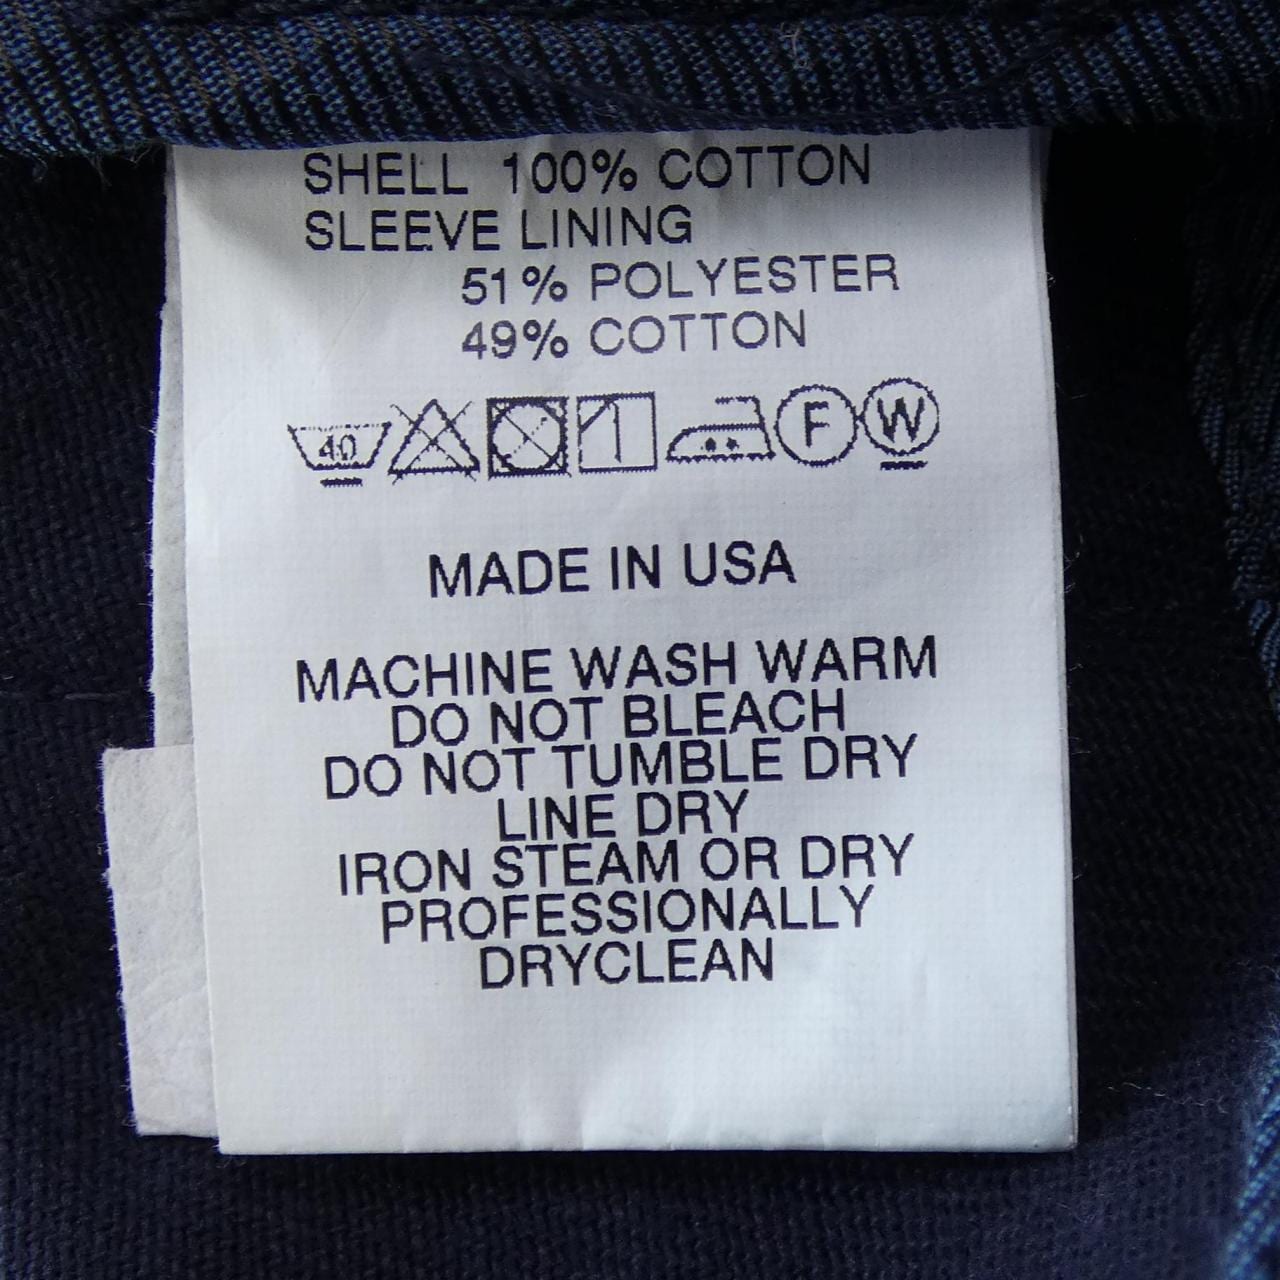 SHELL 100% COTTON
SLEEVE LINING
51% POLYESTER
49% COTTON
40 F W
MADE IN USA
MACHINE WASH WARM
DO NOT BLEACH
DO NOT TUMBLE DRY
LINE DRY
IRON STEAM OR DRY
PROFESSIONALLY
DRYCLEAN